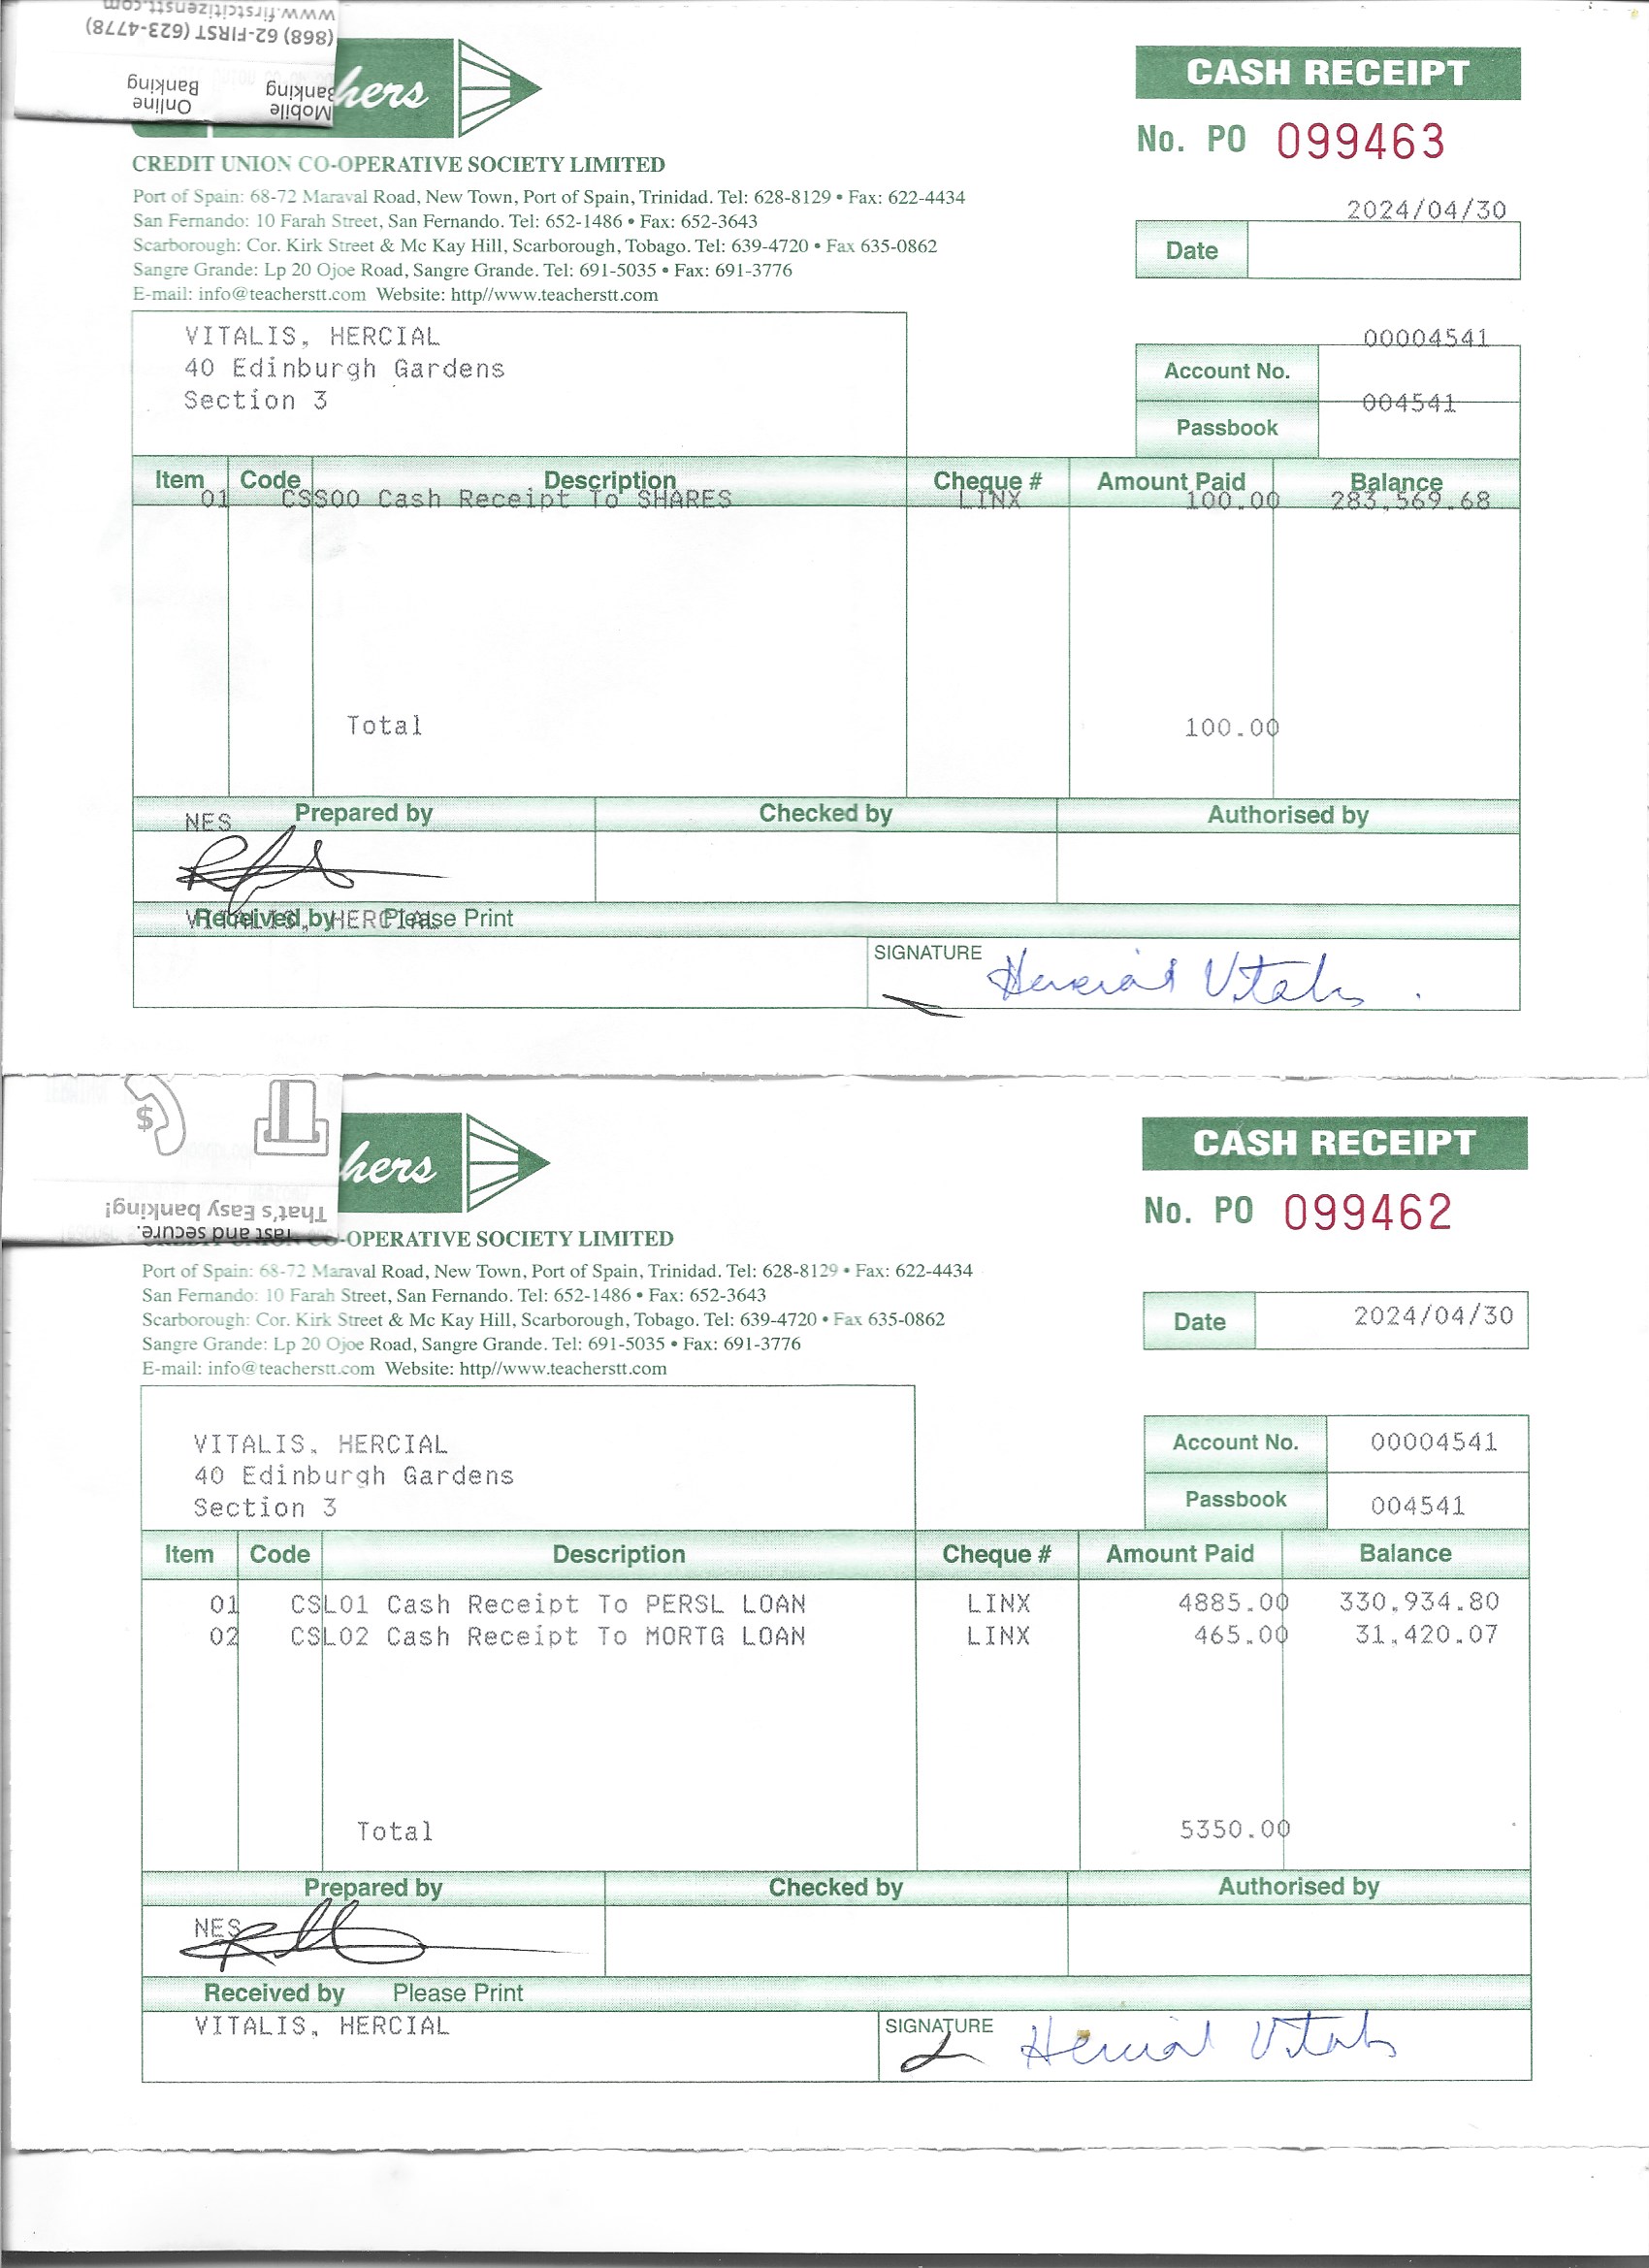 www.firstcitizenstt.com
(868) 62-FIRST (623-4778)
Mobile Banking
Online Banking
hers
CASH RECEIPT
No. PO 099463
CREDIT UNION CO-OPERATIVE SOCIETY LIMITED
Port of Spain: 68-72 Maraval Road, New Town, Port of Spain, Trinidad. Tel: 628-8129 • Fax: 622-4434
San Fernando: 10 Farah Street, San Fernando. Tel: 652-1486 • Fax: 652-3643
Scarborough: Cor. Kirk Street & Mc Kay Hill, Scarborough, Tobago. Tel: 639-4720 • Fax 635-0862
Sangre Grande: Lp 20 Ojoe Road, Sangre Grande. Tel: 691-5035 • Fax: 691-3776
E-mail: info@teacherstt.com Website: http//www.teacherstt.com
2024/04/30
Date
VITALIS, HERCIAL
40 Edinburgh Gardens
Section 3
00004541
Account No.
004541
Passbook
Item Code Description Cheque # Amount Paid Balance
01 CSS00 Cash Receipt To SHARES LINX 100.00 283,569.68
Total 100.00
NES Prepared by Checked by Authorised by
Received by Please Print
VITALIS, HERCIAL
SIGNATURE Hercial Vitalis
$
That's Easy banking!
fast and secure.
hers
CASH RECEIPT
No. PO 099462
CREDIT UNION CO-OPERATIVE SOCIETY LIMITED
Port of Spain: 68-72 Maraval Road, New Town, Port of Spain, Trinidad. Tel: 628-8129 • Fax: 622-4434
San Fernando: 10 Farah Street, San Fernando. Tel: 652-1486 • Fax: 652-3643
Scarborough: Cor. Kirk Street & Mc Kay Hill, Scarborough, Tobago. Tel: 639-4720 • Fax 635-0862
Sangre Grande: Lp 20 Ojoe Road, Sangre Grande. Tel: 691-5035 • Fax: 691-3776
E-mail: info@teacherstt.com Website: http//www.teacherstt.com
Date 2024/04/30
VITALIS, HERCIAL
40 Edinburgh Gardens
Section 3
Account No. 00004541
Passbook 004541
Item Code Description Cheque # Amount Paid Balance
01 CSL01 Cash Receipt To PERSL LOAN LINX 4885.00 330,934.80
02 CSL02 Cash Receipt To MORTG LOAN LINX 465.00 31,420.07
Total 5350.00
Prepared by Checked by Authorised by
NES
Received by Please Print
VITALIS, HERCIAL
SIGNATURE Hercial Vitalis